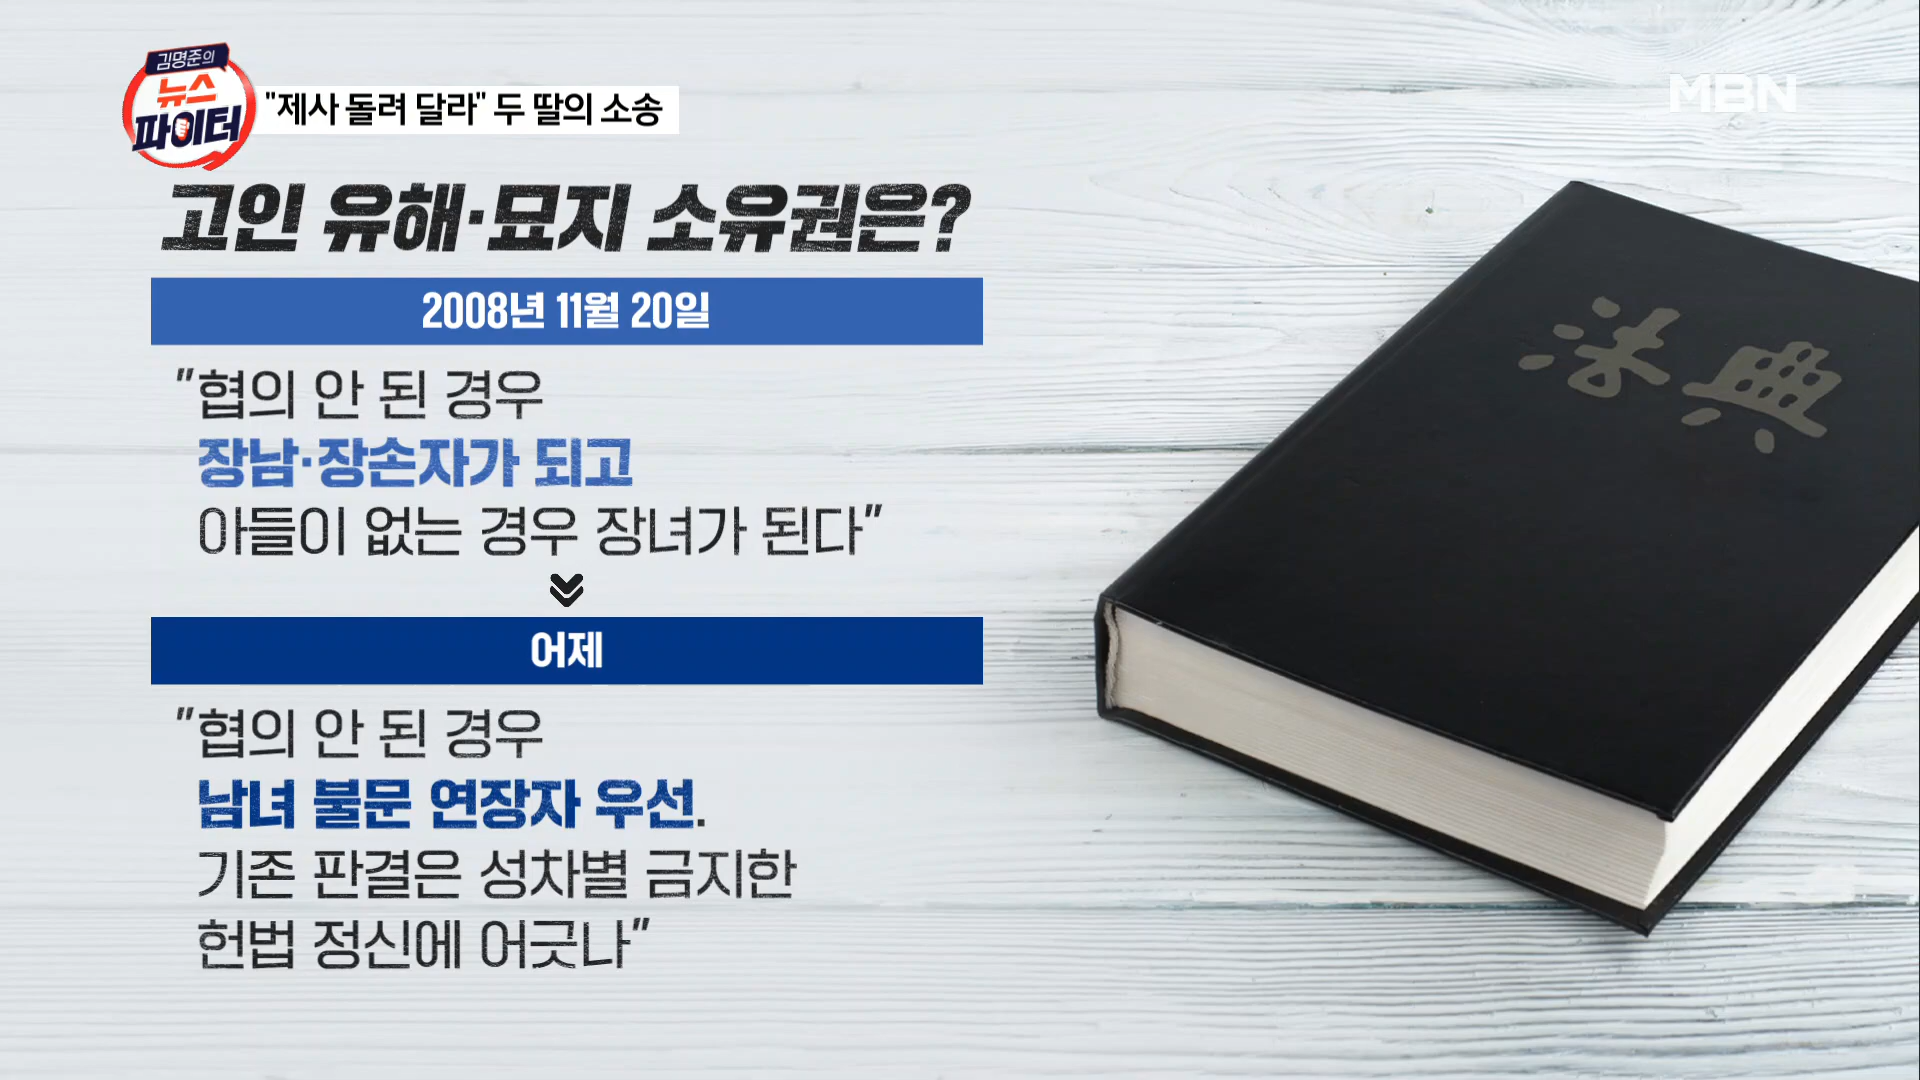 김명준의
뉴스
파이터
"제사 돌려 달라" 두 딸의 소송
MBN
고인 유해·묘지 소유권은?
2008년 11월 20일
"협의 안 된 경우
장남·장손자가 되고
아들이 없는 경우 장녀가 된다"
어제
"협의 안 된 경우
남녀 불문 연장자 우선.
기존 판결은 성차별 금지한
헌법 정신에 어긋나"
法典